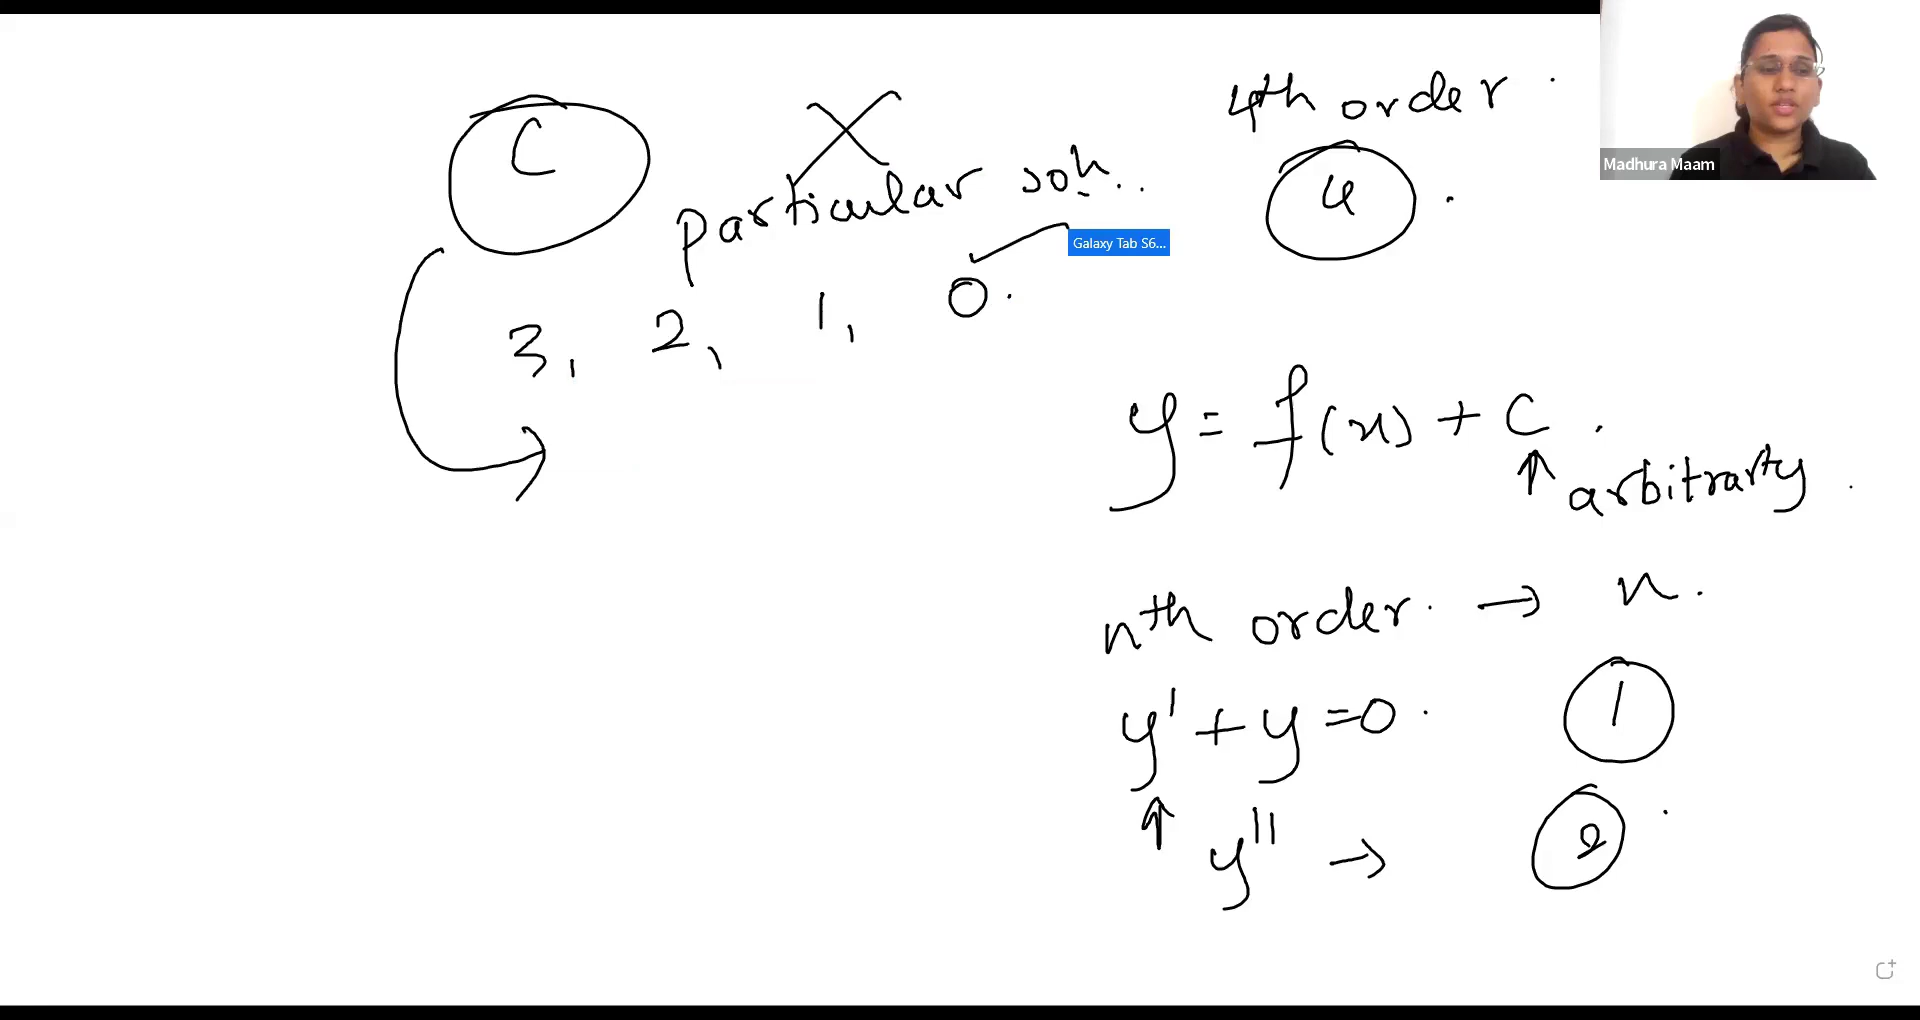 C
particular soln..
3, 2, 1, 0.
4th order.
4.
Madhura Maam
Galaxy Tab S6...
y = f(x) + C.
↑ arbitrarty.
nth order. → n.
y' + y = 0. 1
↑
y'' → 2.